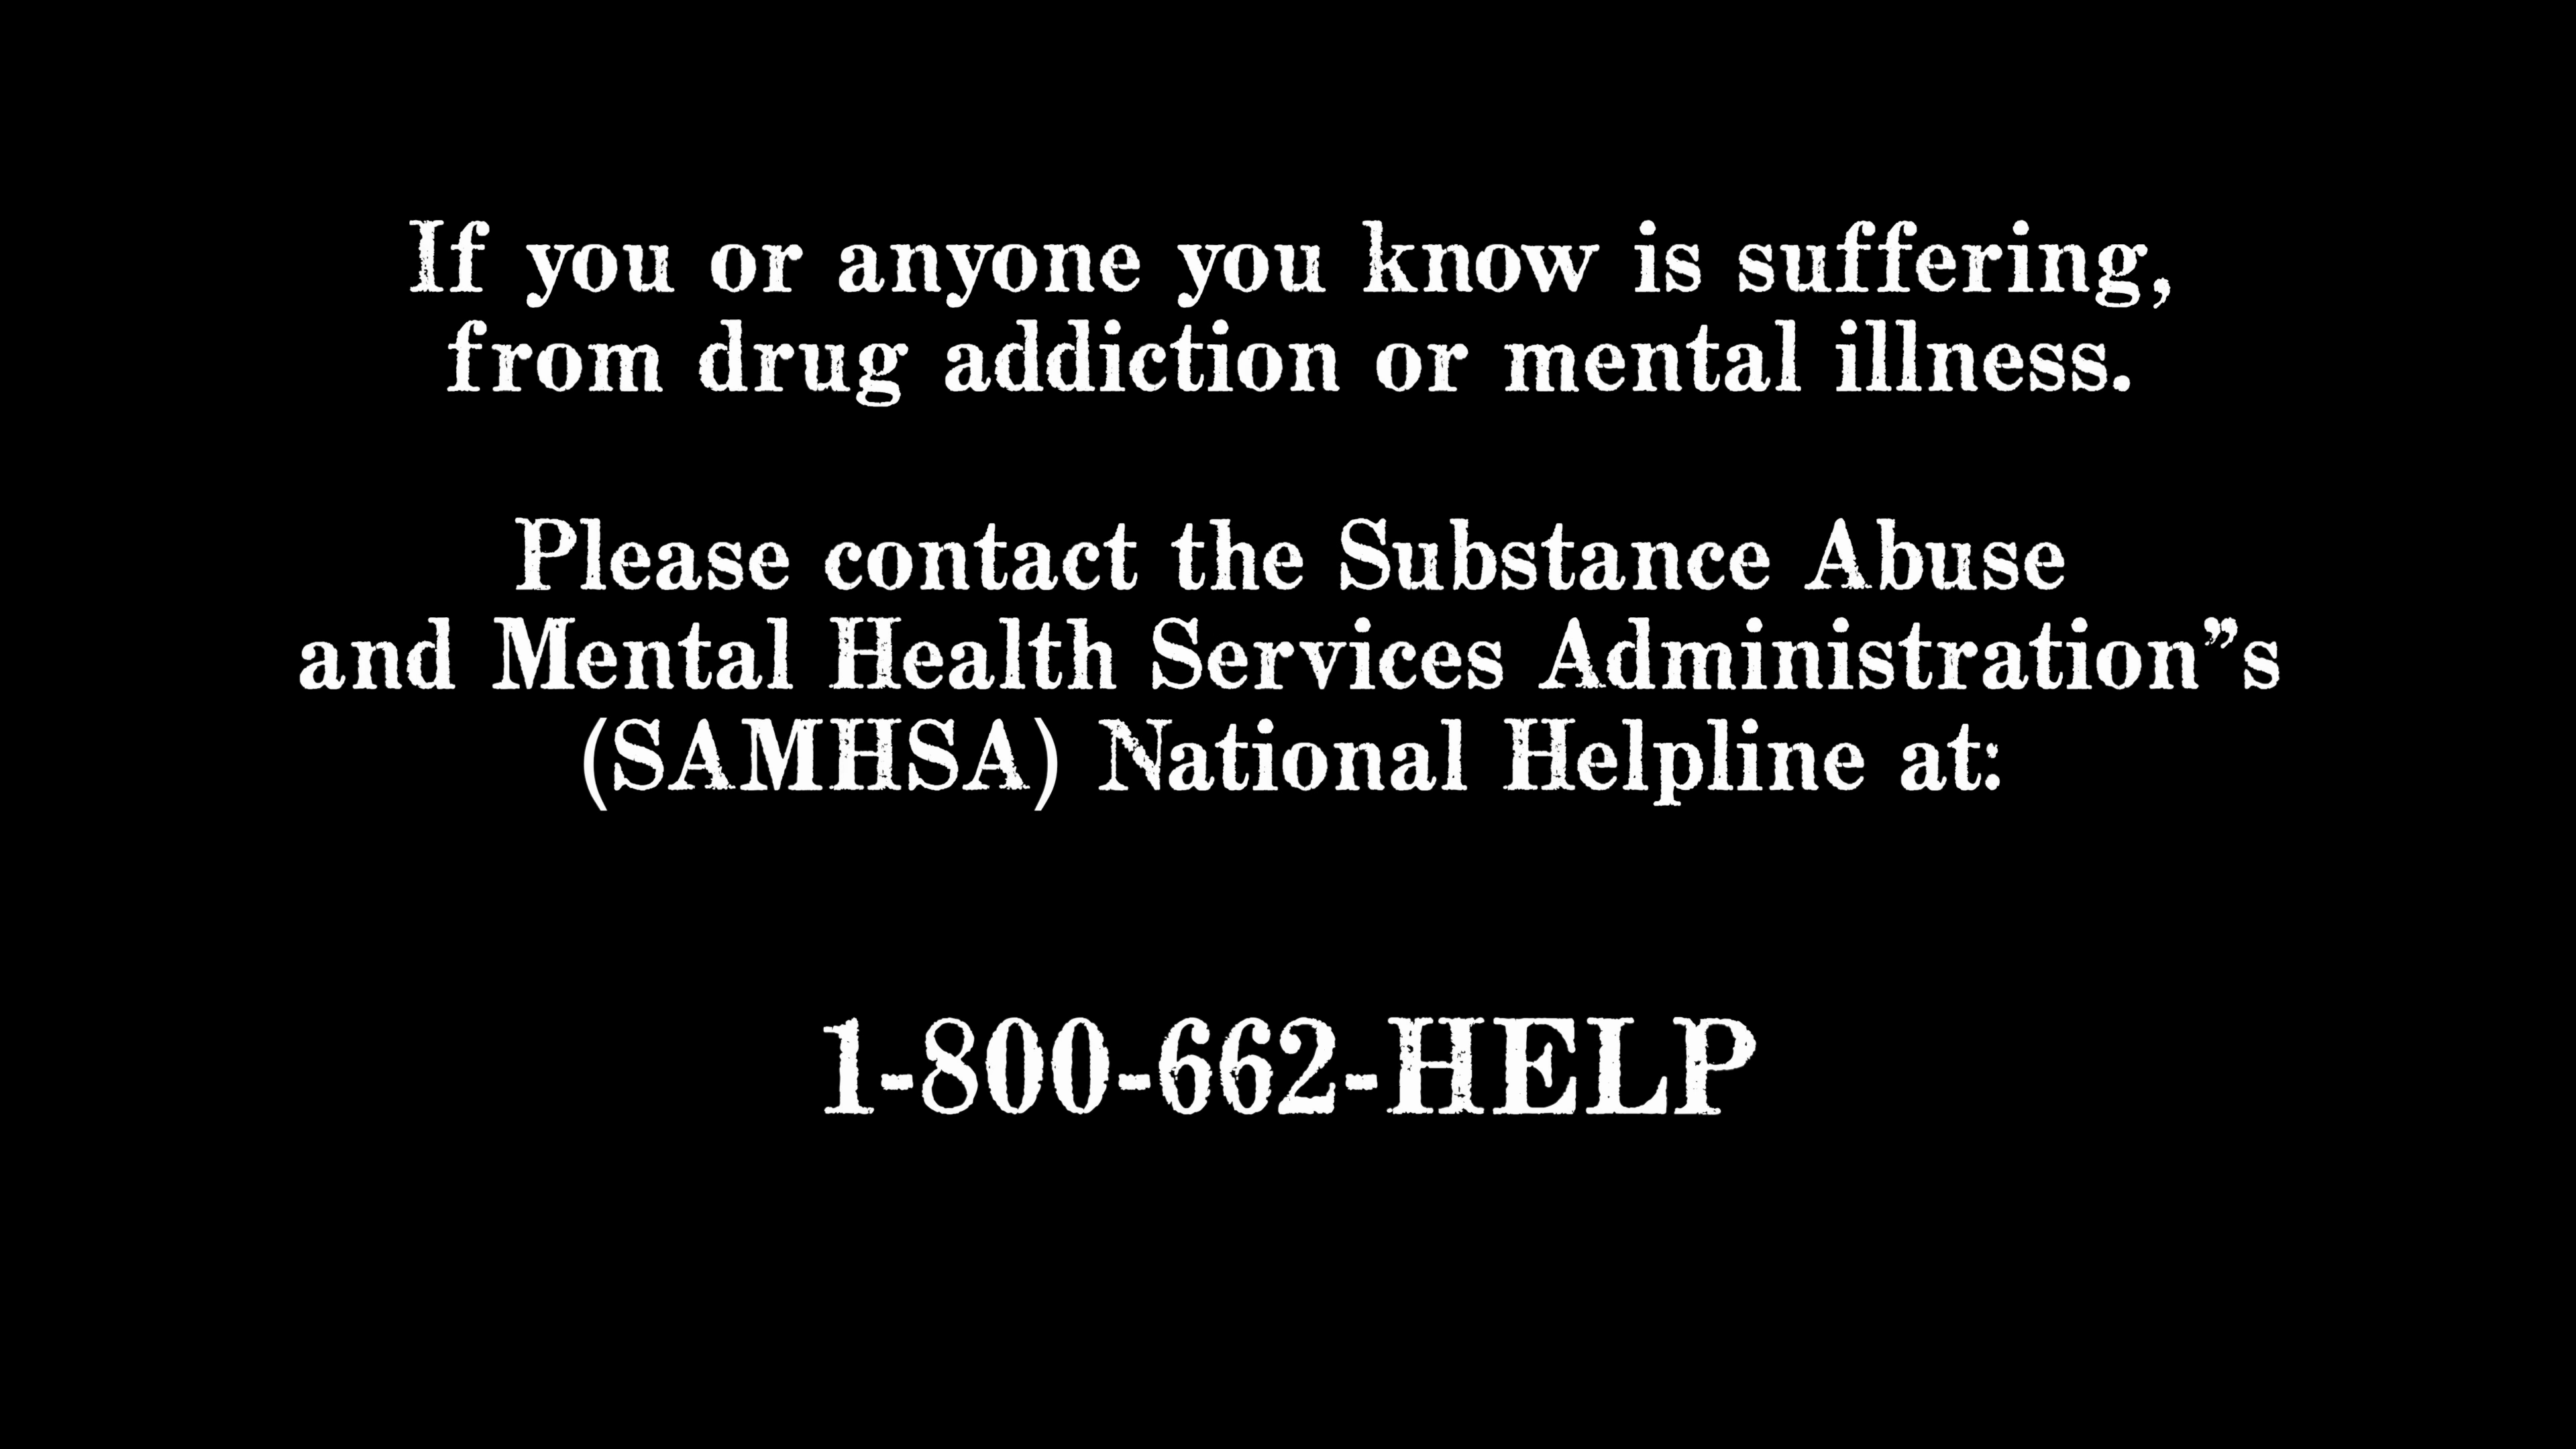 If you or anyone you know is suffering,
from drug addiction or mental illness.
Please contact the Substance Abuse
and Mental Health Services Administration”s
(SAMHSA) National Helpline at:
1-800-662-HELP